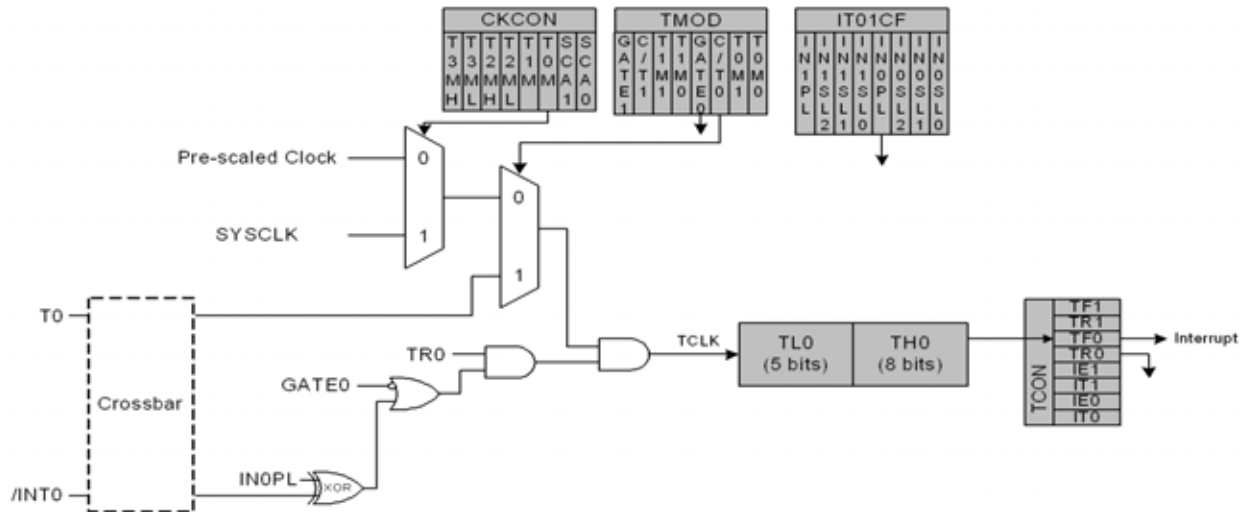 CKCON
T3MH T3ML T2MH T2ML T1M T0M SCA1 SCA0
TMOD
GATE1 C/T1 T1M1 T1M0 GATE0 C/T0 T0M1 T0M0
IT01CF
IN1PL IN1SL2 IN1SL1 IN1SL0 IN0PL IN0SL2 IN0SL1 IN0SL0
Pre-scaled Clock
0
1
SYSCLK
0
1
T0
Crossbar
/INT0
TR0
GATE0
IN0PL
XOR
TCLK
TL0
(5 bits)
TH0
(8 bits)
TCON
TF1
TR1
TF0
TR0
IE1
IT1
IE0
IT0
Interrupt